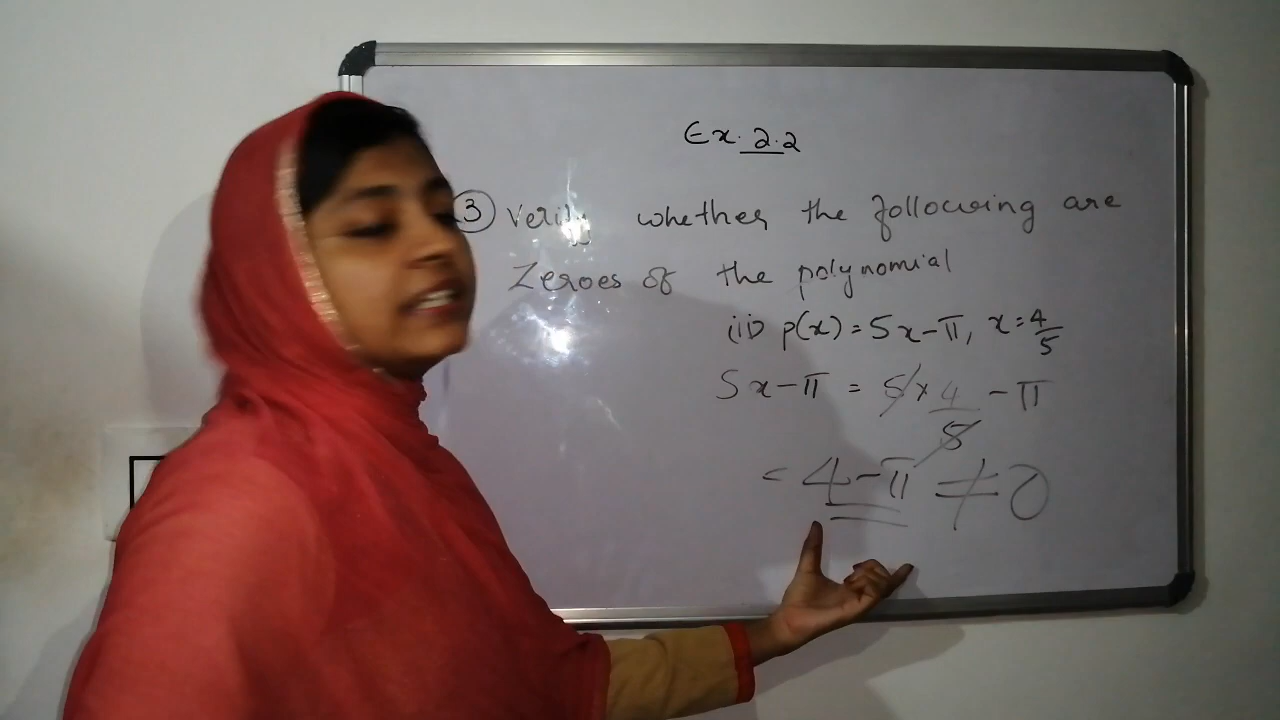 Ex. 2.2
③ Verify whether the following are
Zeroes of the polynomial
(ii) p(x) = 5x-π, x=4/5
5x-π = 5×4/5 -π
= 4-π ≠0